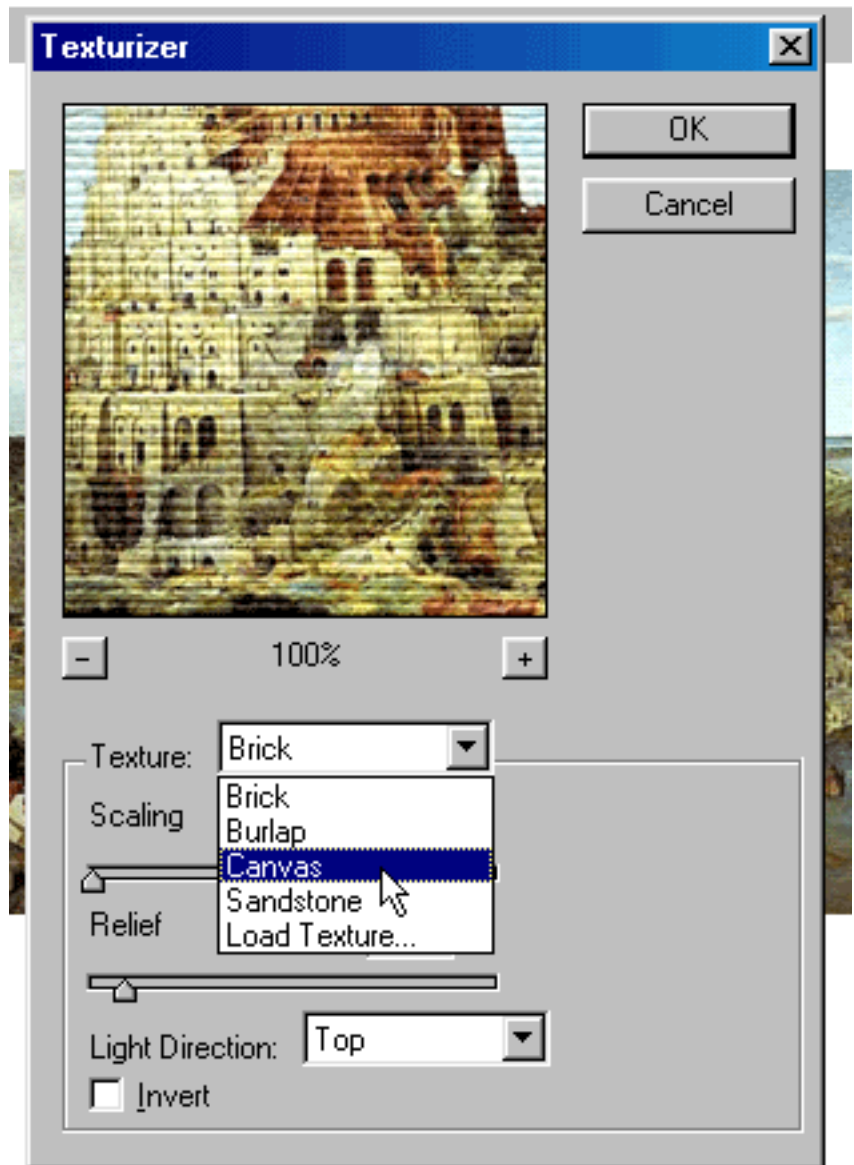 Texturizer
OK
Cancel
- 100% +
Texture: Brick
Brick
Burlap
Canvas
Sandstone
Load Texture...
Scaling
Relief
Light Direction: Top
Invert